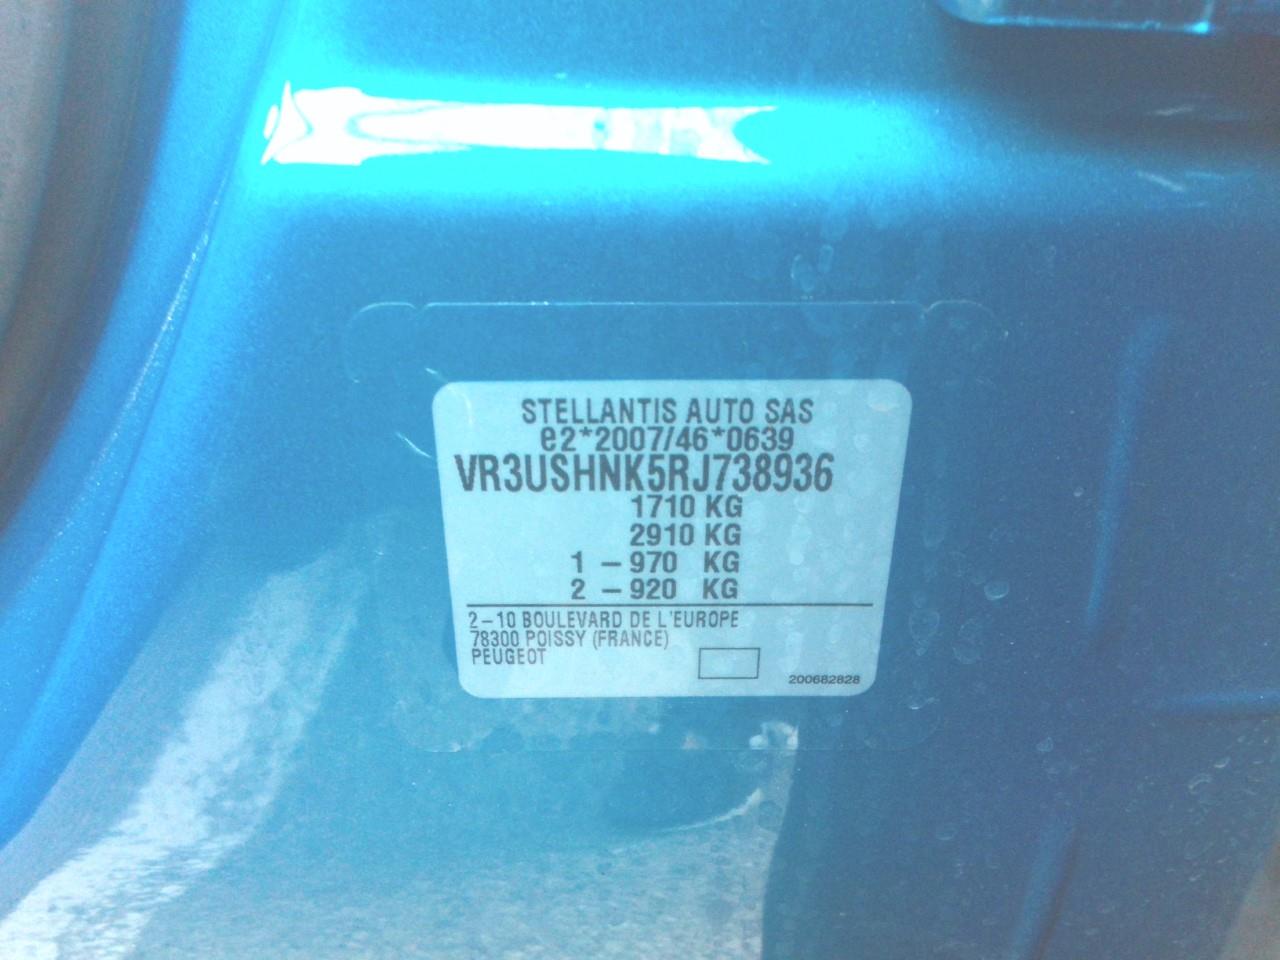 STELLANTIS AUTO SAS
e2*2007/46*0639
VR3USHNK5RJ738936
1710 KG
2910 KG
1 – 970 KG
2 – 920 KG
2–10 BOULEVARD DE L'EUROPE
78300 POISSY (FRANCE)
PEUGEOT
200682828